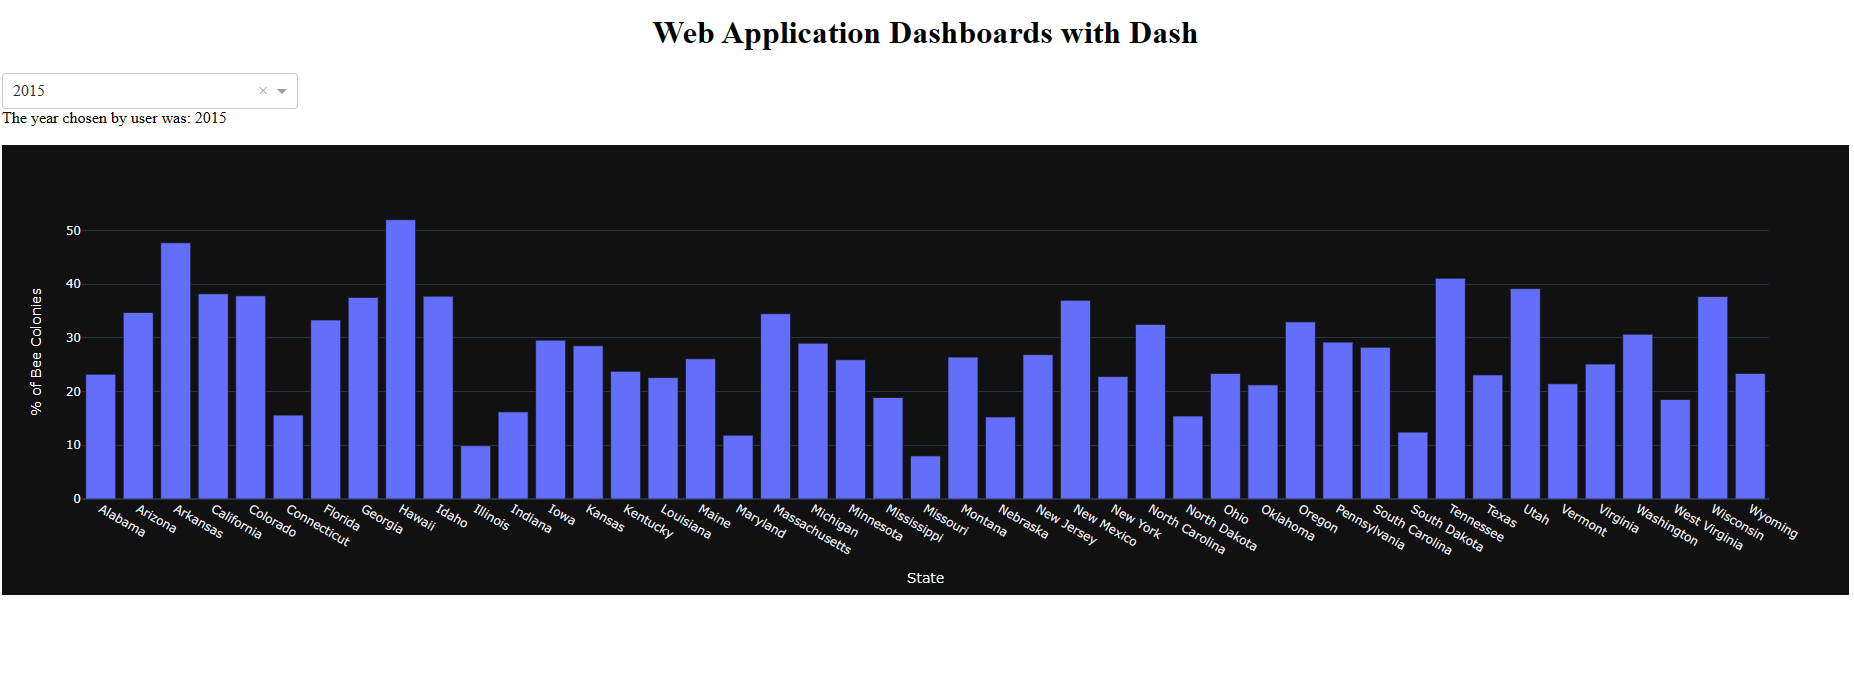 Web Application Dashboards with Dash
2015
The year chosen by user was: 2015
% of Bee Colonies
50
40
30
20
10
0
Alabama
Arizona
Arkansas
California
Colorado
Connecticut
Florida
Georgia
Hawaii
Idaho
Illinois
Indiana
Iowa
Kansas
Kentucky
Louisiana
Maine
Maryland
Massachusetts
Michigan
Minnesota
Mississippi
Missouri
Montana
Nebraska
New Jersey
New Mexico
New York
North Carolina
North Dakota
Ohio
Oklahoma
Oregon
Pennsylvania
South Carolina
South Dakota
Tennessee
Texas
Utah
Vermont
Virginia
Washington
West Virginia
Wisconsin
Wyoming
State